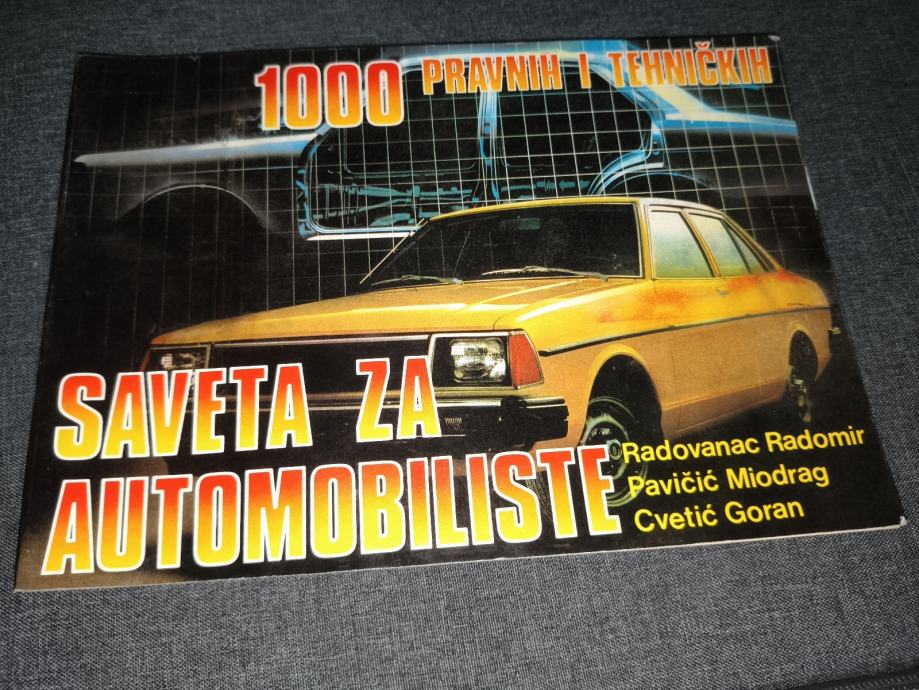 1000 PRAVNIH I TEHNIČKIH
SAVETA ZA
AUTOMOBILISTE
Radovanac Radomir
Pavičić Miodrag
Cvetić Goran